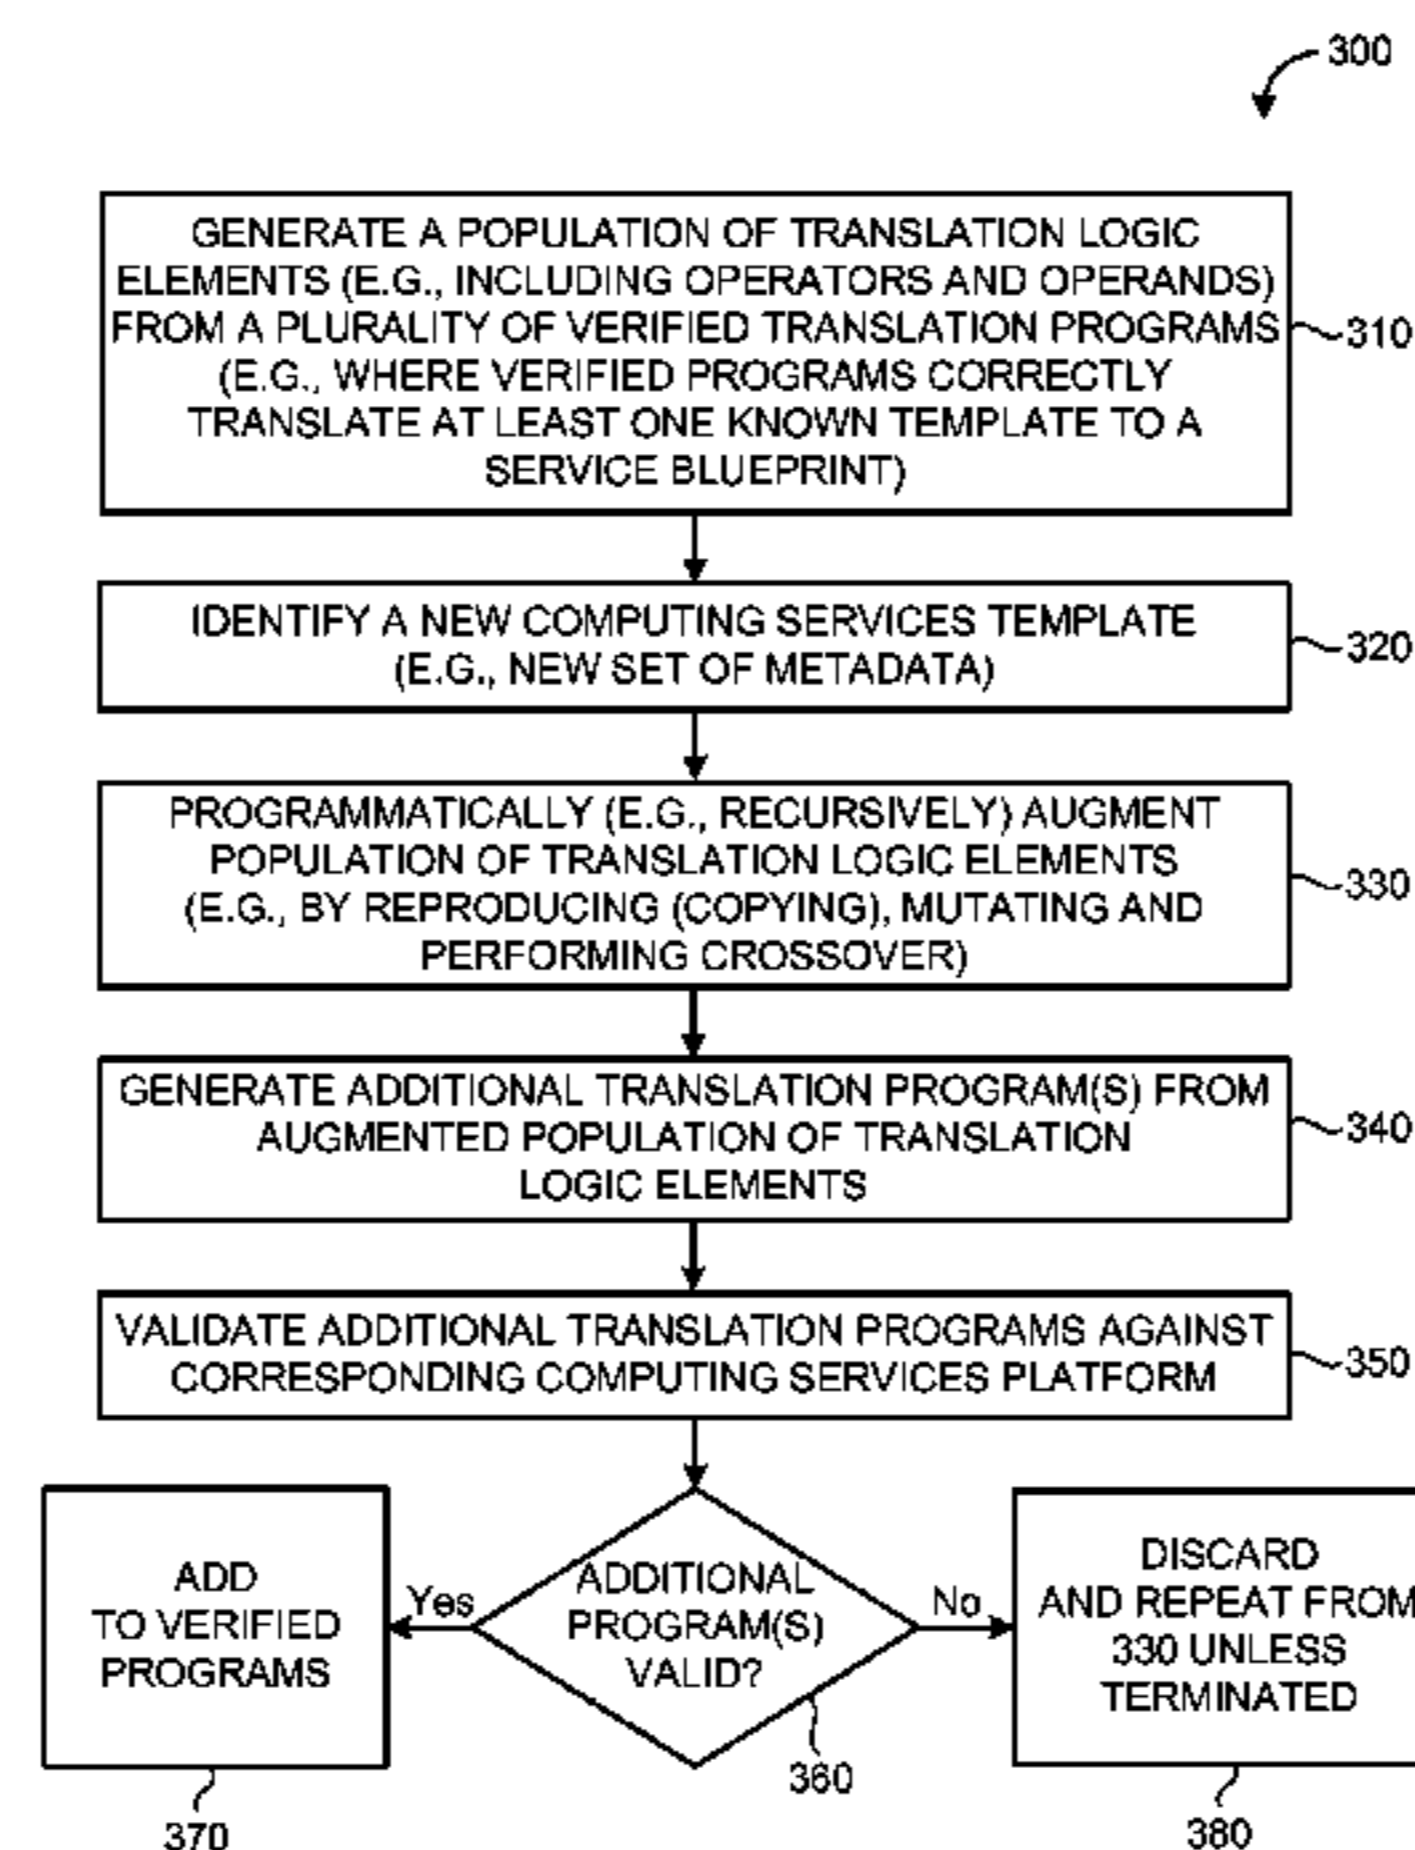 300
GENERATE A POPULATION OF TRANSLATION LOGIC
ELEMENTS (E.G., INCLUDING OPERATORS AND OPERANDS)
FROM A PLURALITY OF VERIFIED TRANSLATION PROGRAMS
(E.G., WHERE VERIFIED PROGRAMS CORRECTLY
TRANSLATE AT LEAST ONE KNOWN TEMPLATE TO A
SERVICE BLUEPRINT)
310
IDENTIFY A NEW COMPUTING SERVICES TEMPLATE
(E.G., NEW SET OF METADATA)
320
PROGRAMMATICALLY (E.G., RECURSIVELY) AUGMENT
POPULATION OF TRANSLATION LOGIC ELEMENTS
(E.G., BY REPRODUCING (COPYING), MUTATING AND
PERFORMING CROSSOVER)
330
GENERATE ADDITIONAL TRANSLATION PROGRAM(S) FROM
AUGMENTED POPULATION OF TRANSLATION
LOGIC ELEMENTS
340
VALIDATE ADDITIONAL TRANSLATION PROGRAMS AGAINST
CORRESPONDING COMPUTING SERVICES PLATFORM
350
ADD
TO VERIFIED
PROGRAMS
370
Yes
ADDITIONAL
PROGRAM(S)
VALID?
360
No
DISCARD
AND REPEAT FROM
330 UNLESS
TERMINATED
380